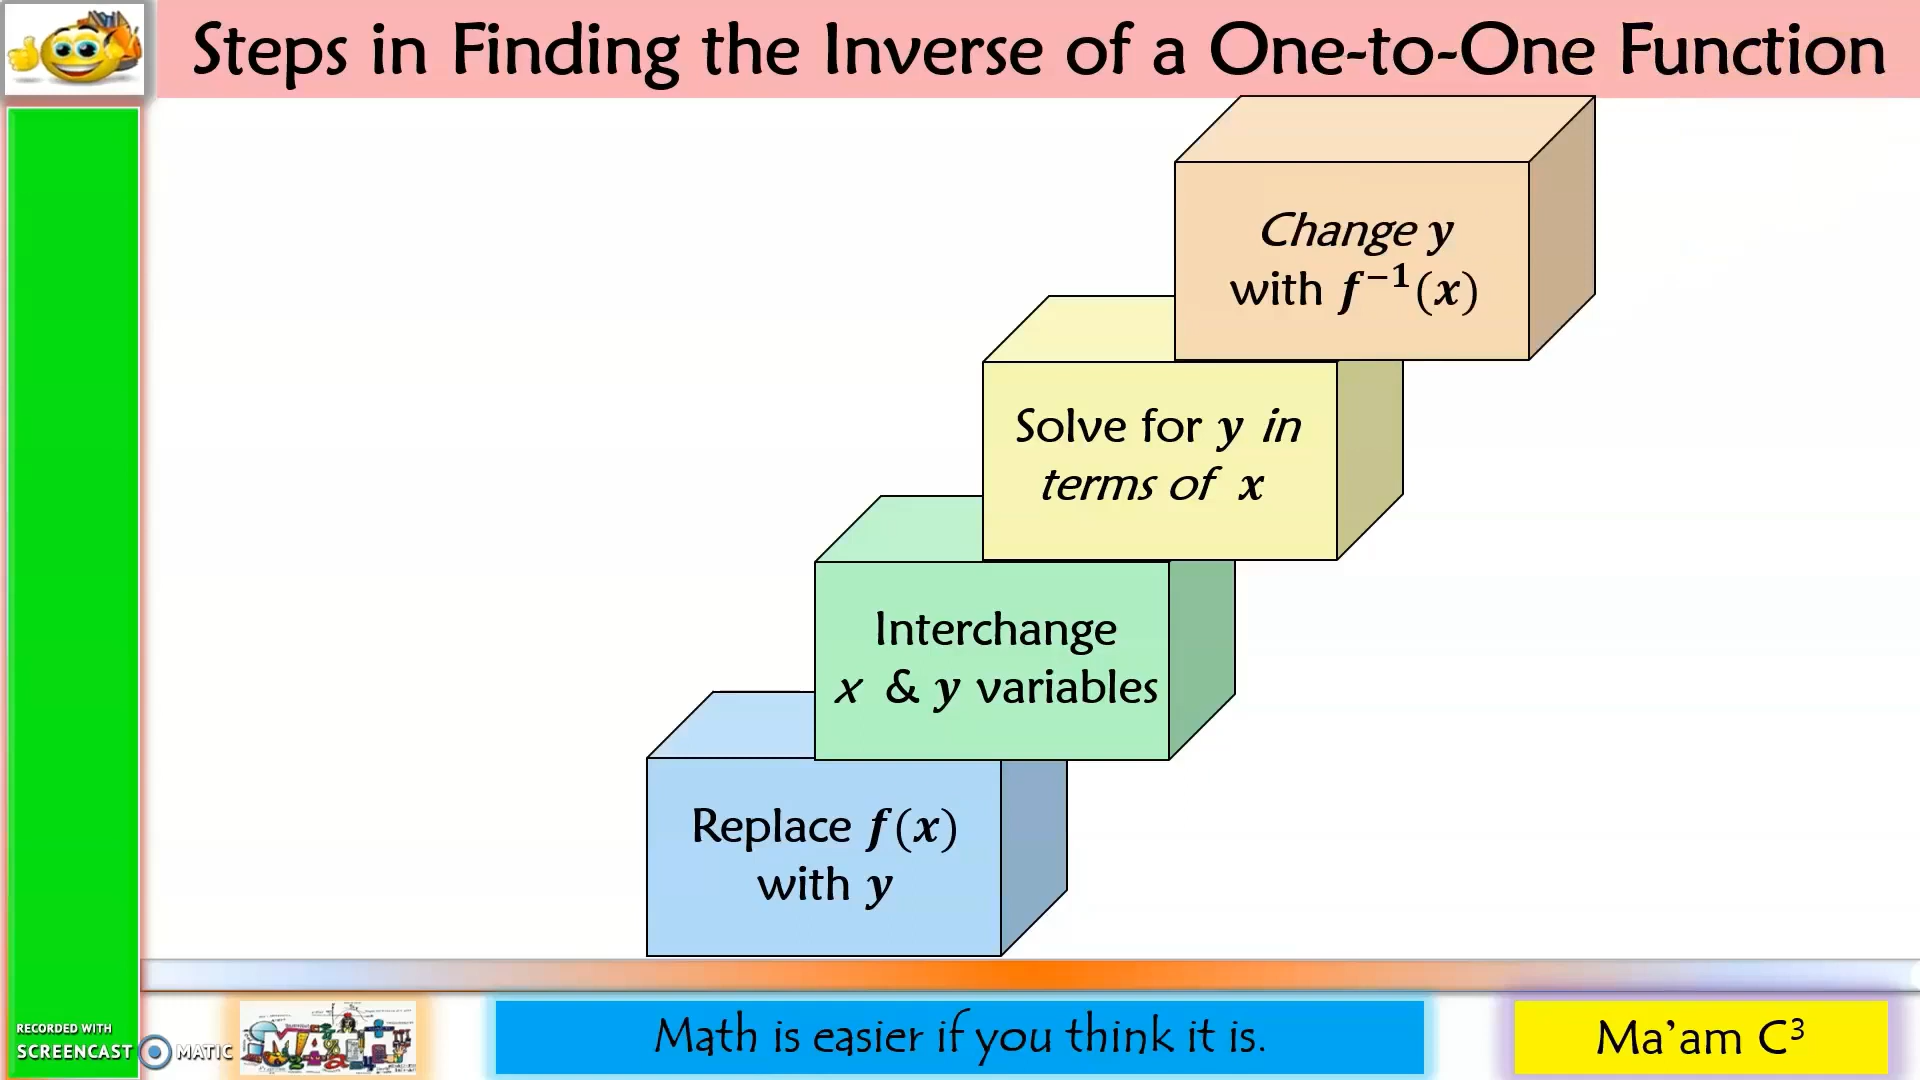 Steps in Finding the Inverse of a One-to-One Function
Change y
with f⁻¹(x)
Solve for y in
terms of x
Interchange
x & y variables
Replace f(x)
with y
RECORDED WITH
SCREENCAST MATIC
MATH
Math is easier if you think it is.
Ma'am C³